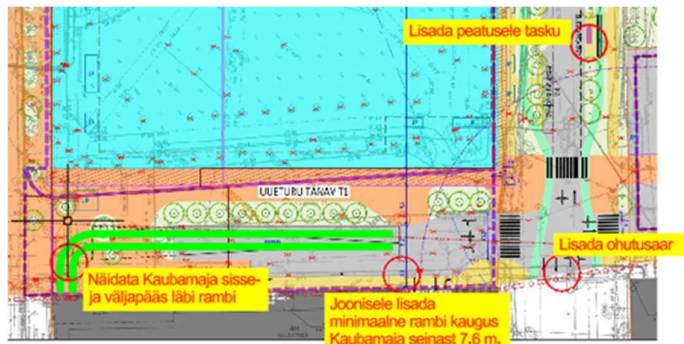 Lisada peatusele tasku
UUETURU TÄNAV T1
Lisada ohutusaar
Näidata Kaubamaja sisse-
ja väljapääs läbi rambi
Joonisele lisada
minimaalne rambi kaugus
Kaubamaja seinast 7,6 m.